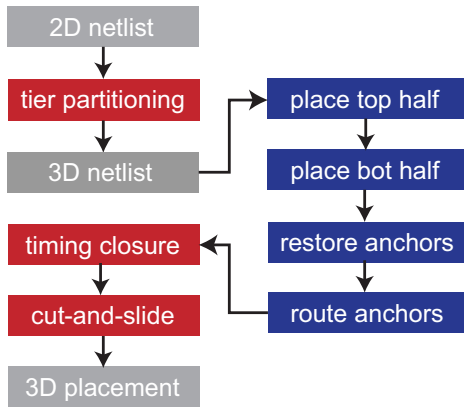 2D netlist
tier partitioning
3D netlist
place top half
place bot half
restore anchors
route anchors
timing closure
cut-and-slide
3D placement